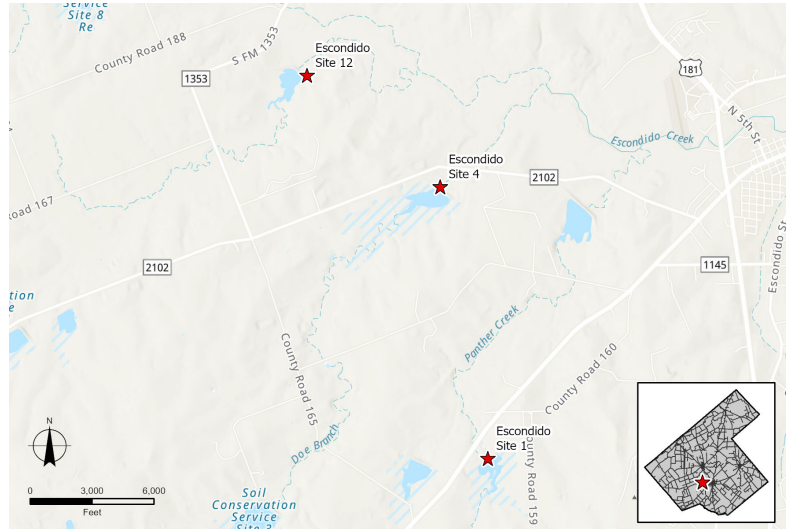 Service
Site 8
Re
County Road 188
S FM 1353
1353
Escondido
Site 12
181
N 5th St
Escondido Creek
Escondido
Site 4
2102
Road 167
2102
1145
Escondido St
tion
e
Panther Creek
County Road 160
County Road 165
Doe Branch
Escondido
Site 1
County Road 159
N
0 3,000 6,000
Feet
Soil
Conservation
Service
Site 3